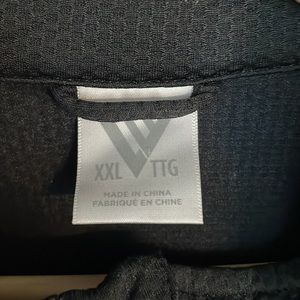 XXL TTG
MADE IN CHINA
FABRIQUÉ EN CHINE